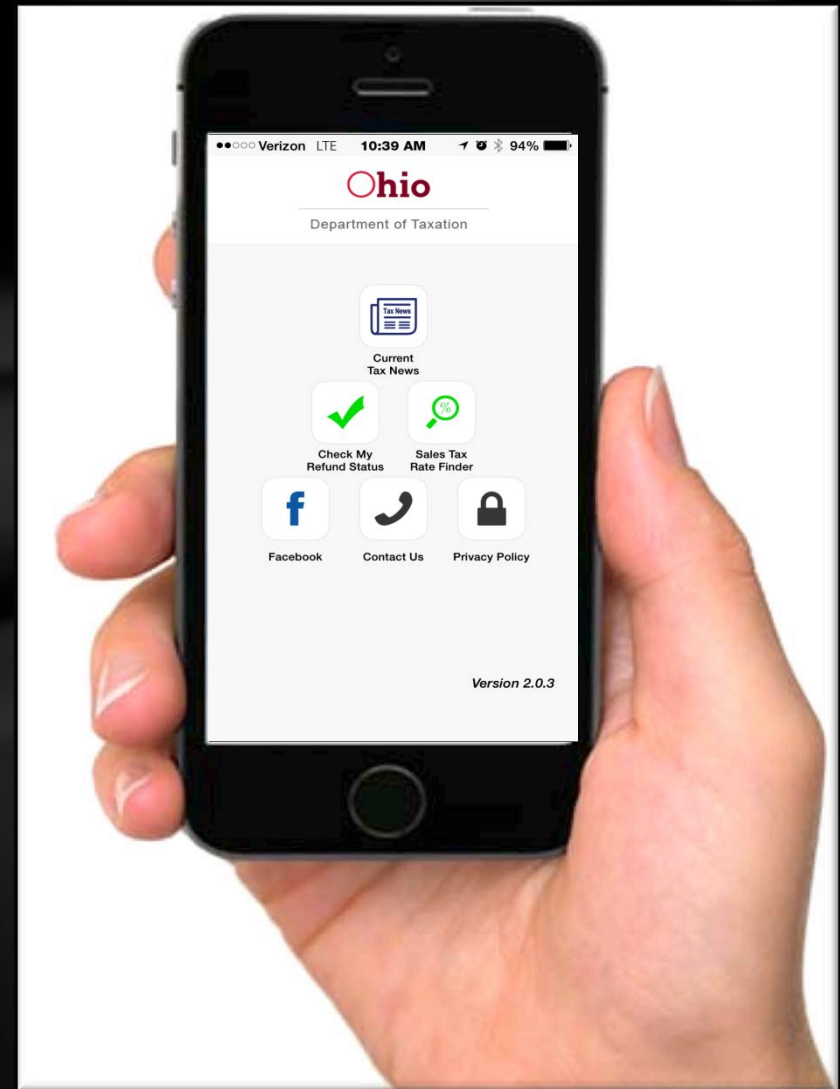 Verizon LTE 10:39 AM 94%
Ohio
Department of Taxation
Tax News
Current
Tax News
%
Check My
Refund Status
Sales Tax
Rate Finder
f
Facebook
Contact Us
Privacy Policy
Version 2.0.3